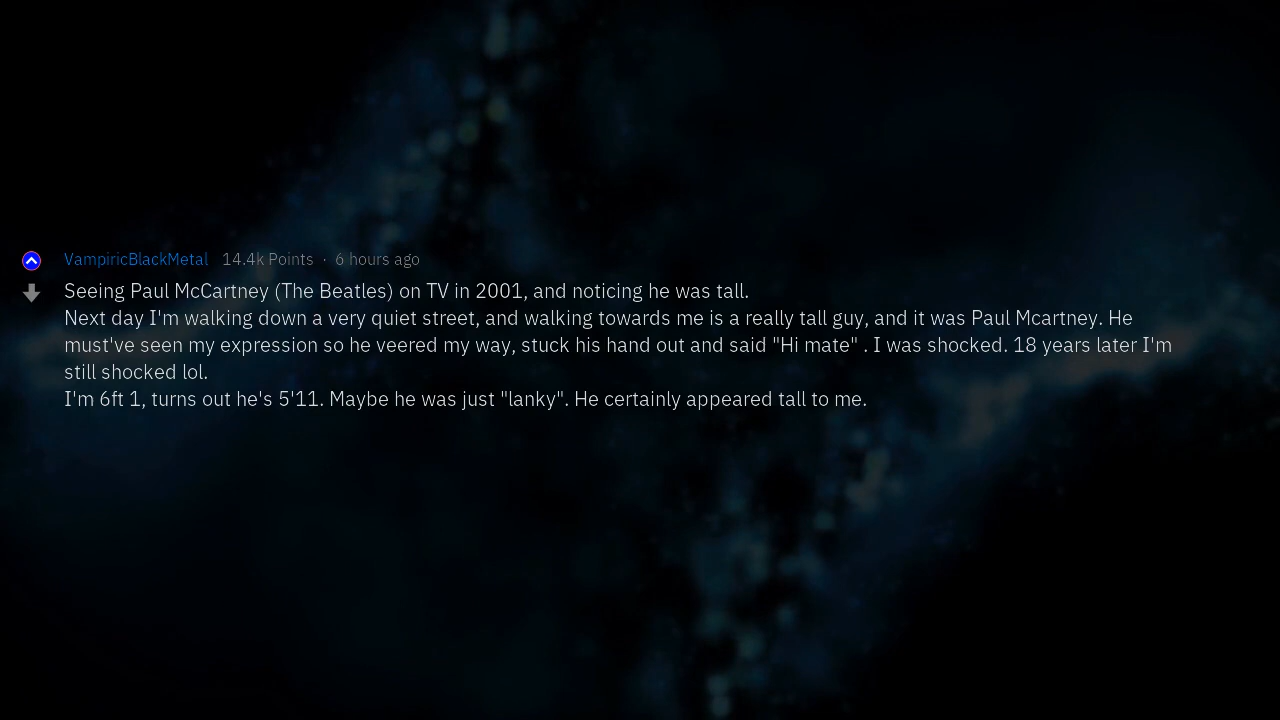 VampiricBlackMetal 14.4k Points · 6 hours ago
Seeing Paul McCartney (The Beatles) on TV in 2001, and noticing he was tall.
Next day I'm walking down a very quiet street, and walking towards me is a really tall guy, and it was Paul Mcartney. He
must've seen my expression so he veered my way, stuck his hand out and said "Hi mate" . I was shocked. 18 years later I'm
still shocked lol.
I'm 6ft 1, turns out he's 5'11. Maybe he was just "lanky". He certainly appeared tall to me.